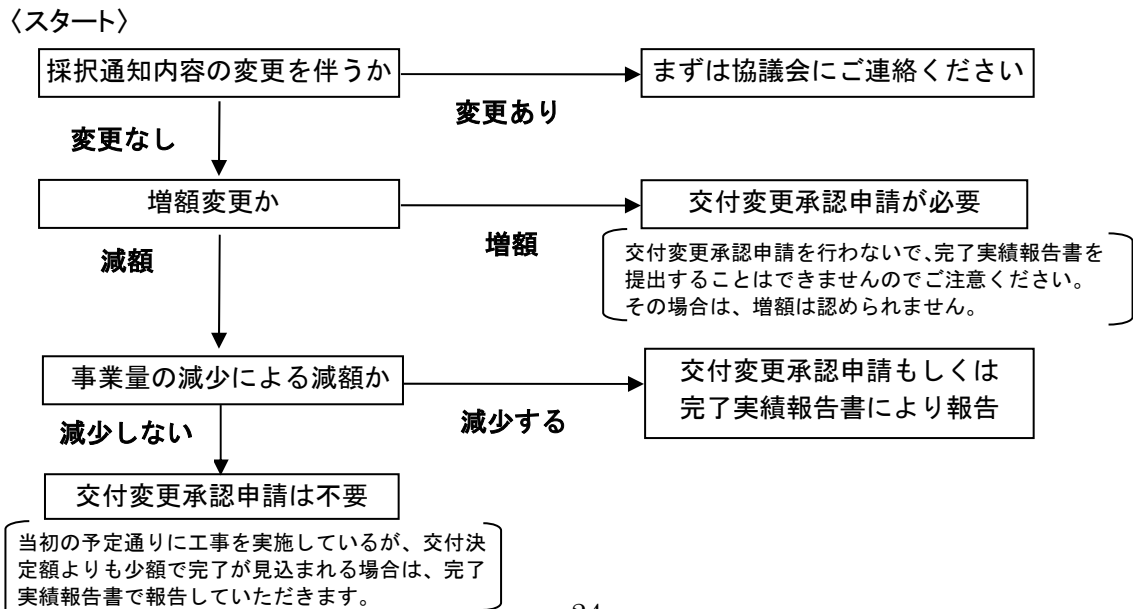 〈スタート〉
採択通知内容の変更を伴うか
まずは協議会にご連絡ください
変更あり
変更なし
増額変更か
交付変更承認申請が必要
増額
減額
交付変更承認申請を行わないで、完了実績報告書を
提出することはできませんのでご注意ください。
その場合は、増額は認められません。
事業量の減少による減額か
交付変更承認申請もしくは
完了実績報告書により報告
減少する
減少しない
交付変更承認申請は不要
当初の予定通りに工事を実施しているが、交付決
定額よりも少額で完了が見込まれる場合は、完了
実績報告書で報告していただきます。